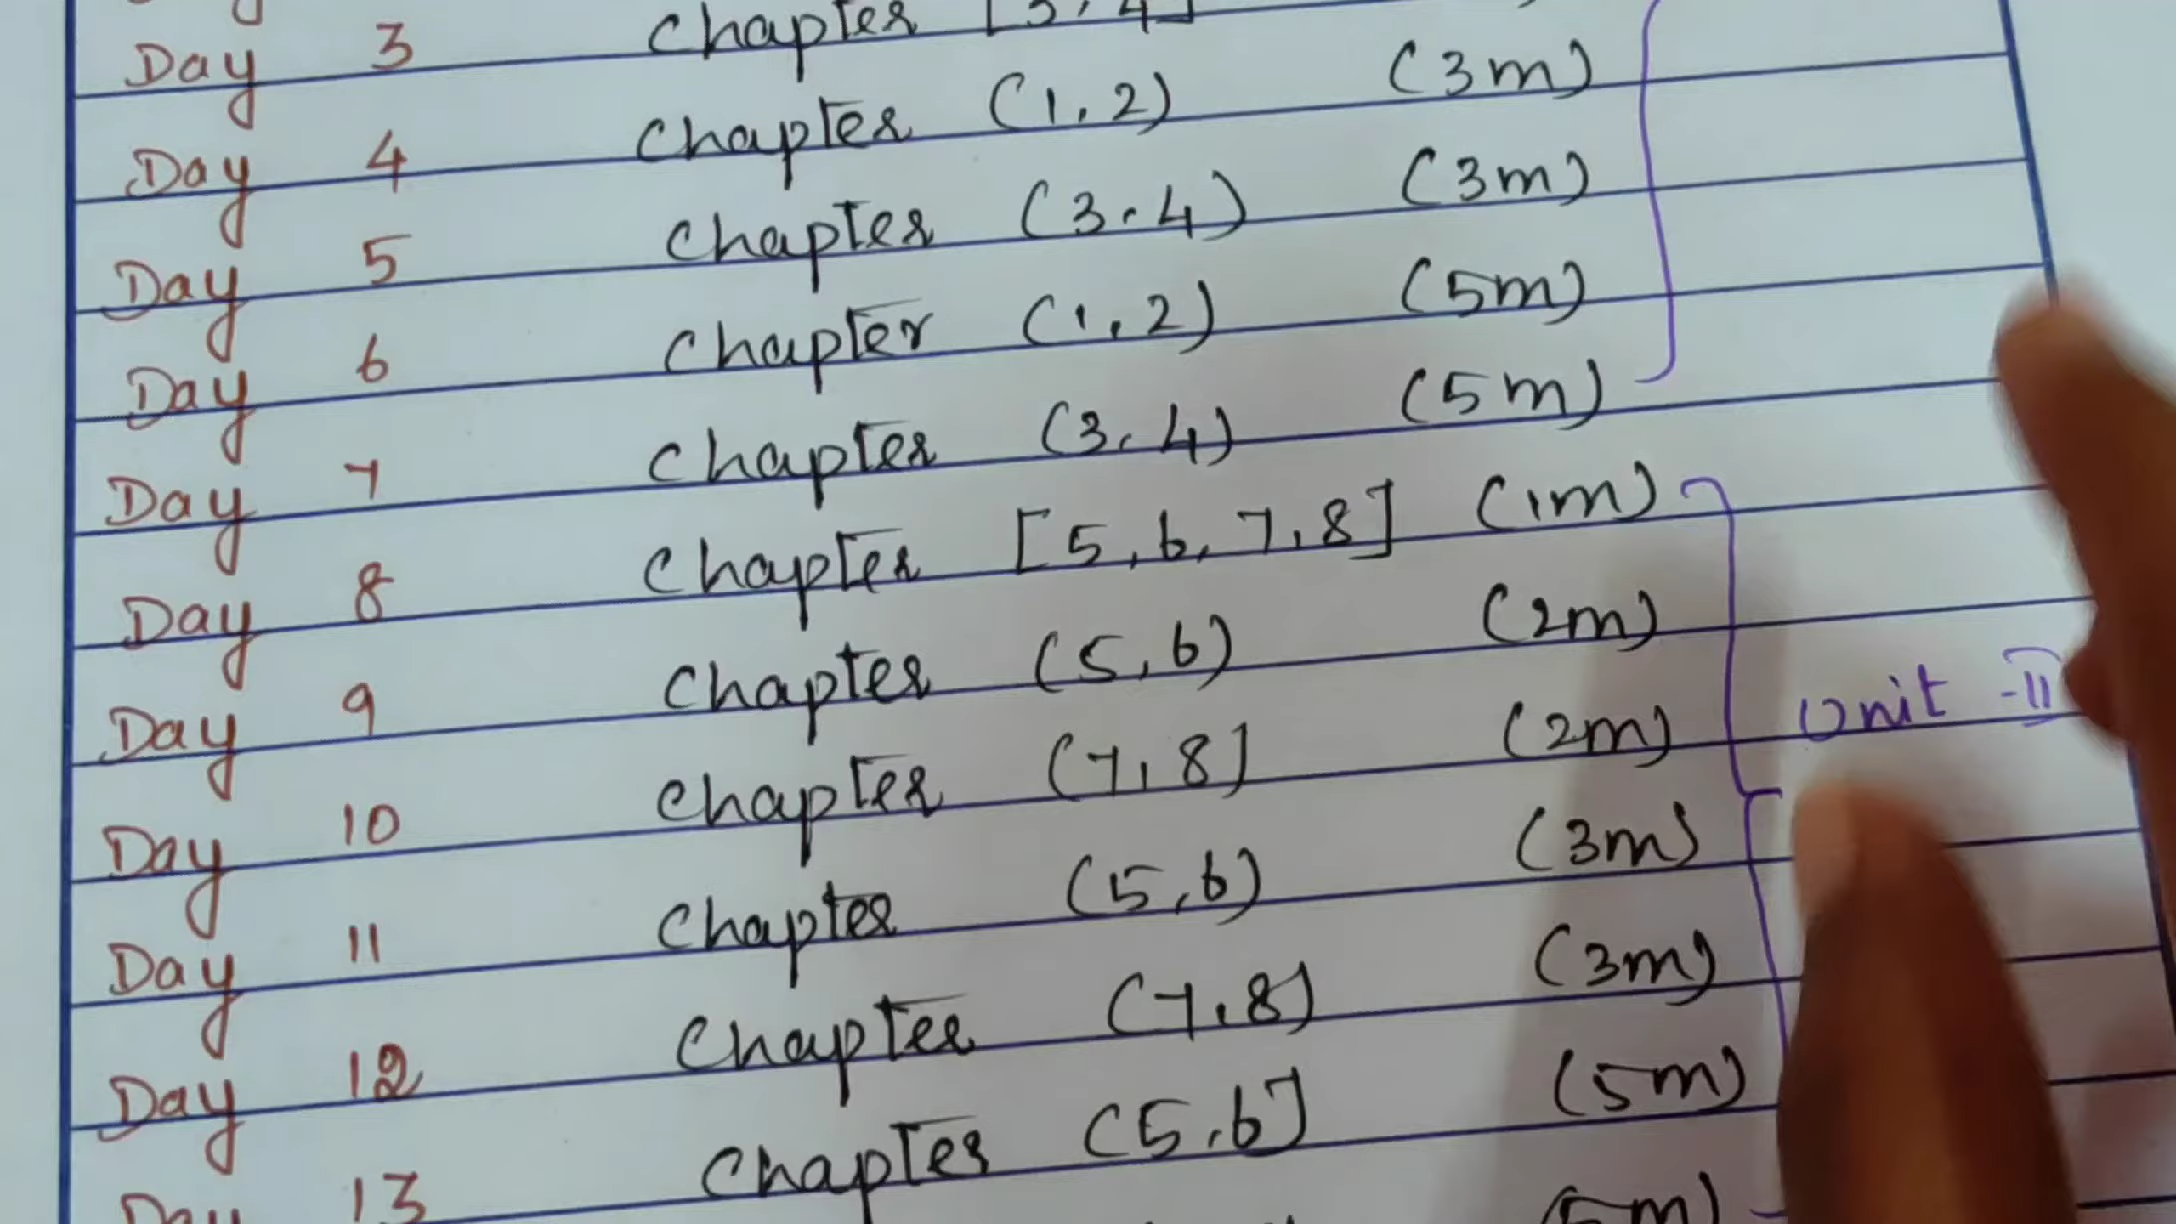 Day 3 Chapter [3,4]
Day 4 Chapter (1,2) (3m)
Day 5 Chapter (3,4) (3m)
Day 6 Chapter (1,2) (5m)
Day 7 Chapter (3,4) (5m)
Day 8 Chapter [5,6,7,8] (1m)
Day 9 Chapter (5,6) (2m)
Day 10 Chapter (7,8] (2m) Unit -II
Day 11 Chapter (5,6) (3m)
Day 12 Chapter (7,8) (3m)
Day 13 Chapter (5,6] (5m)
(5m)